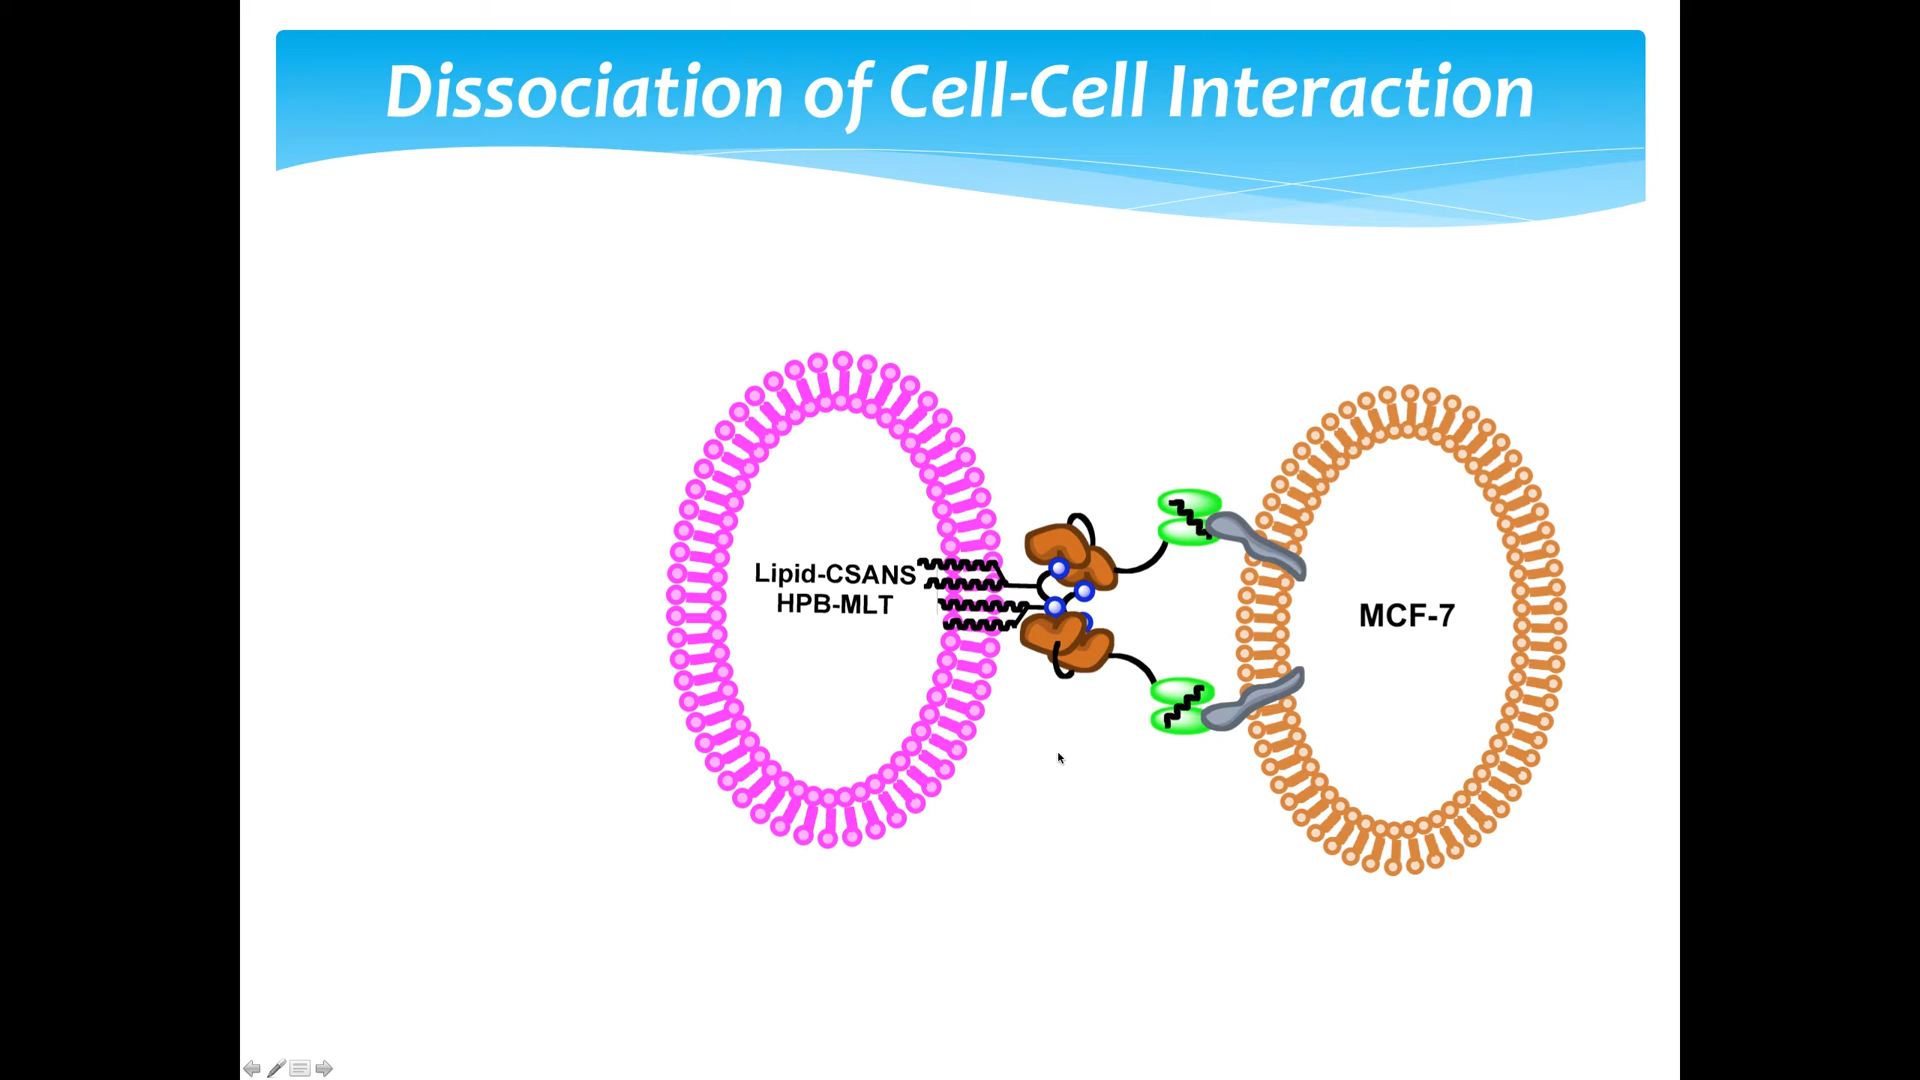 Dissociation of Cell-Cell Interaction
Lipid-CSANS
HPB-MLT
MCF-7